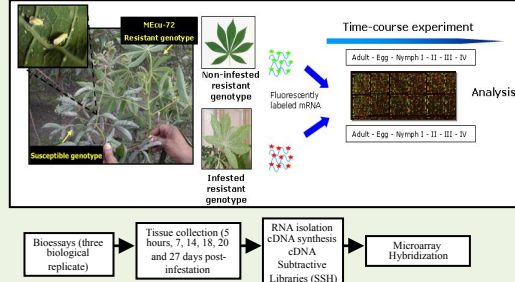 MEcu-72
Resistant genotype
Susceptible genotype
Non-infested
resistant
genotype
Infested
resistant
genotype
Fluorescently
labeled mRNA
Time-course experiment
Adult - Egg - Nymph I - II - III - IV
Analysis
Adult - Egg - Nymph I - II - III - IV
Bioessays (three
biological
replicate)
Tissue collection (5
hours, 7, 14, 18, 20
and 27 days post-
infestation)
RNA isolation
cDNA synthesis
cDNA
Subtractive
Libraries (SSH)
Microarray
Hybridization